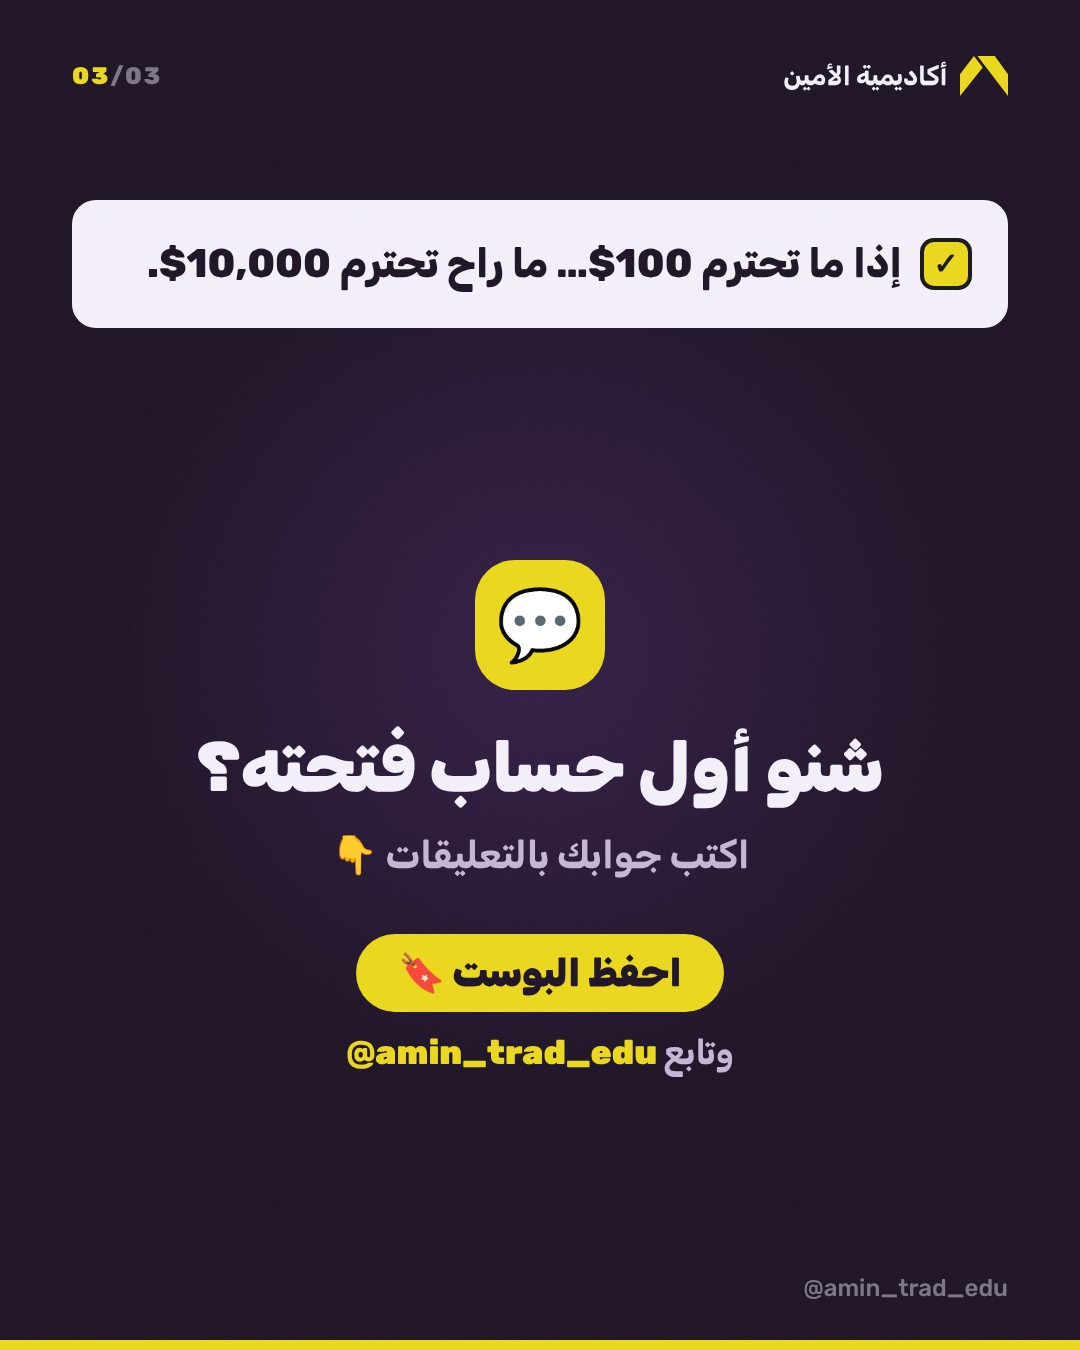 أكاديمية الأمين
03/03
✓ إذا ما تحترم 100$... ما راح تحترم 10,000$.
شنو أول حساب فتحته؟
اكتب جوابك بالتعليقات 👇
احفظ البوست 🔖
وتابع @amin_trad_edu
@amin_trad_edu